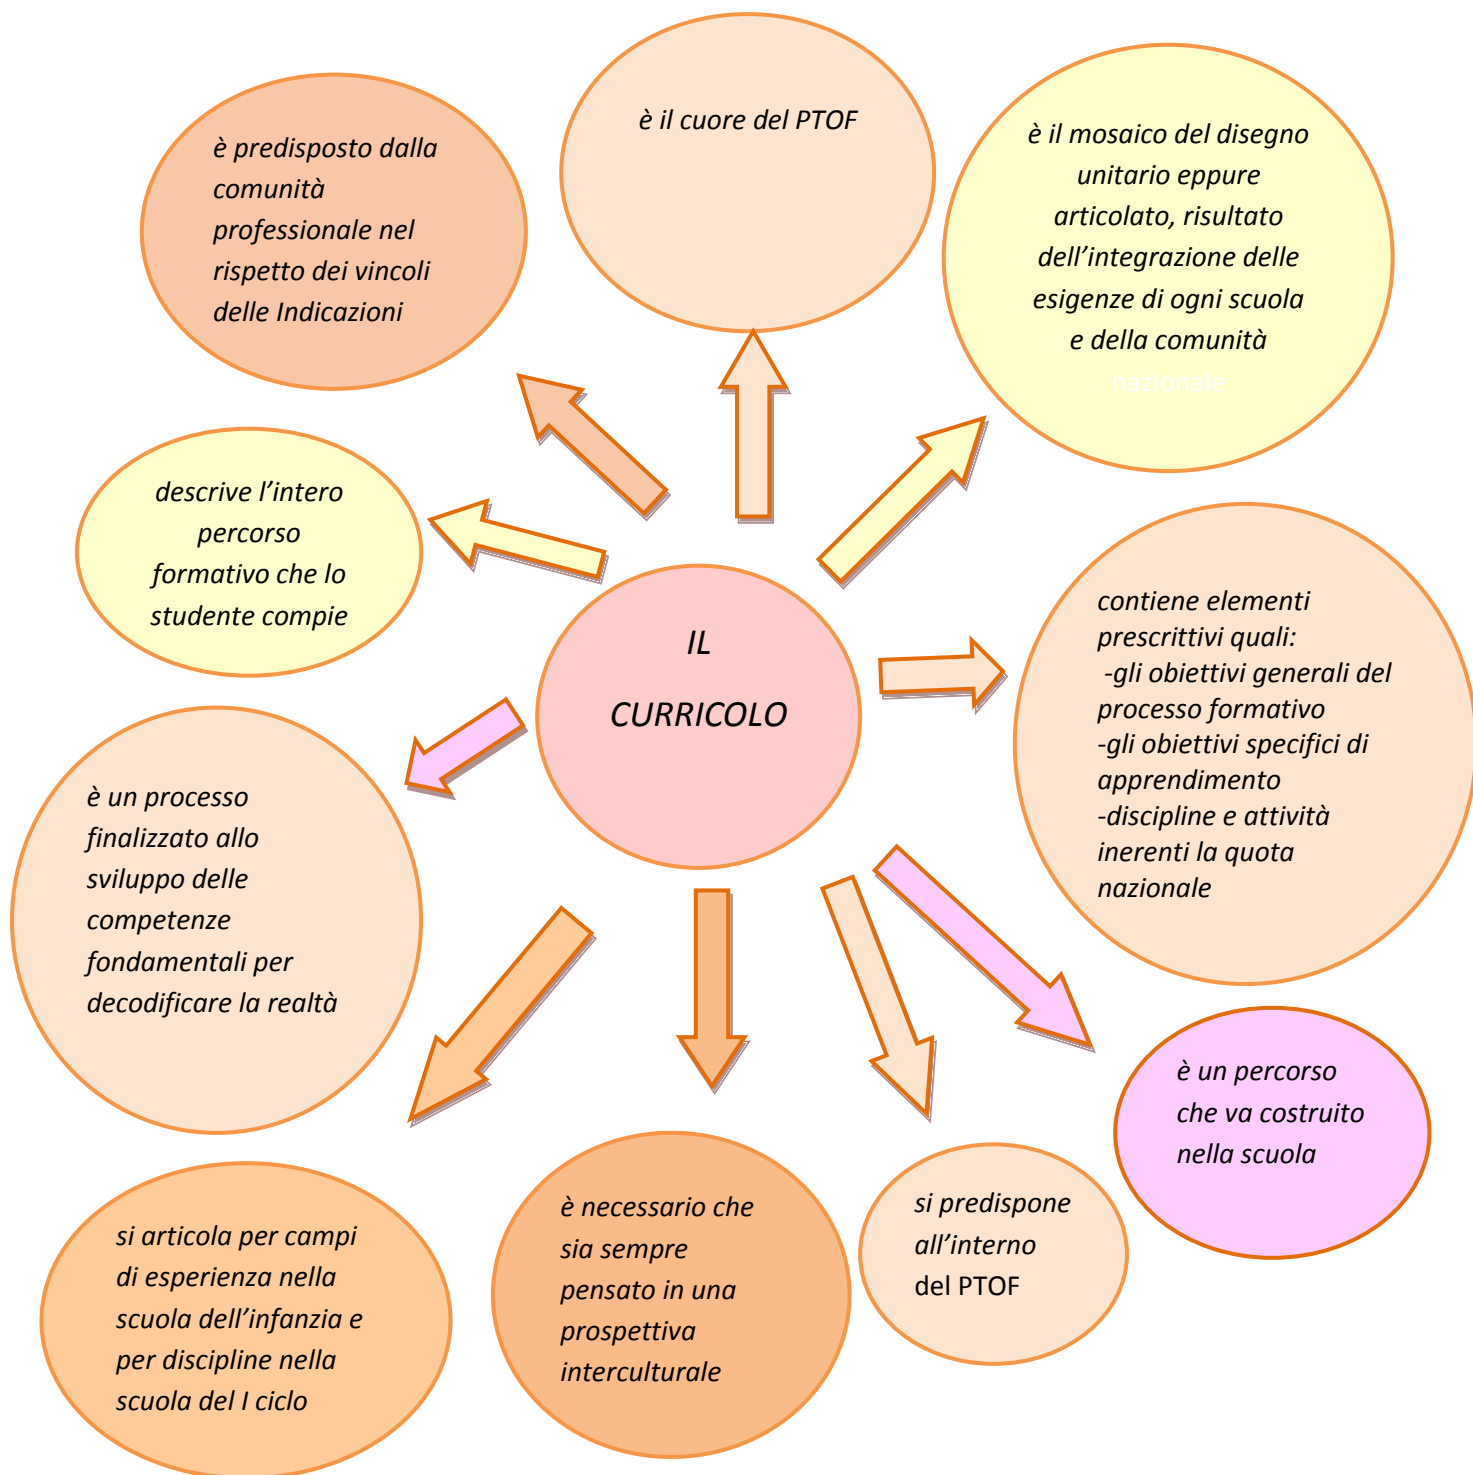 è il cuore del PTOF
è predisposto dalla
comunità
professionale nel
rispetto dei vincoli
delle Indicazioni
è il mosaico del disegno
unitario eppure
articolato, risultato
dell’integrazione delle
esigenze di ogni scuola
e della comunità
nazionale
descrive l’intero
percorso
formativo che lo
studente compie
IL
CURRICOLO
contiene elementi
prescrittivi quali:
-gli obiettivi generali del
processo formativo
-gli obiettivi specifici di
apprendimento
-discipline e attività
inerenti la quota
nazionale
è un processo
finalizzato allo
sviluppo delle
competenze
fondamentali per
decodificare la realtà
è un percorso
che va costruito
nella scuola
si articola per campi
di esperienza nella
scuola dell’infanzia e
per discipline nella
scuola del I ciclo
è necessario che
sia sempre
pensato in una
prospettiva
interculturale
si predispone
all’interno
del PTOF